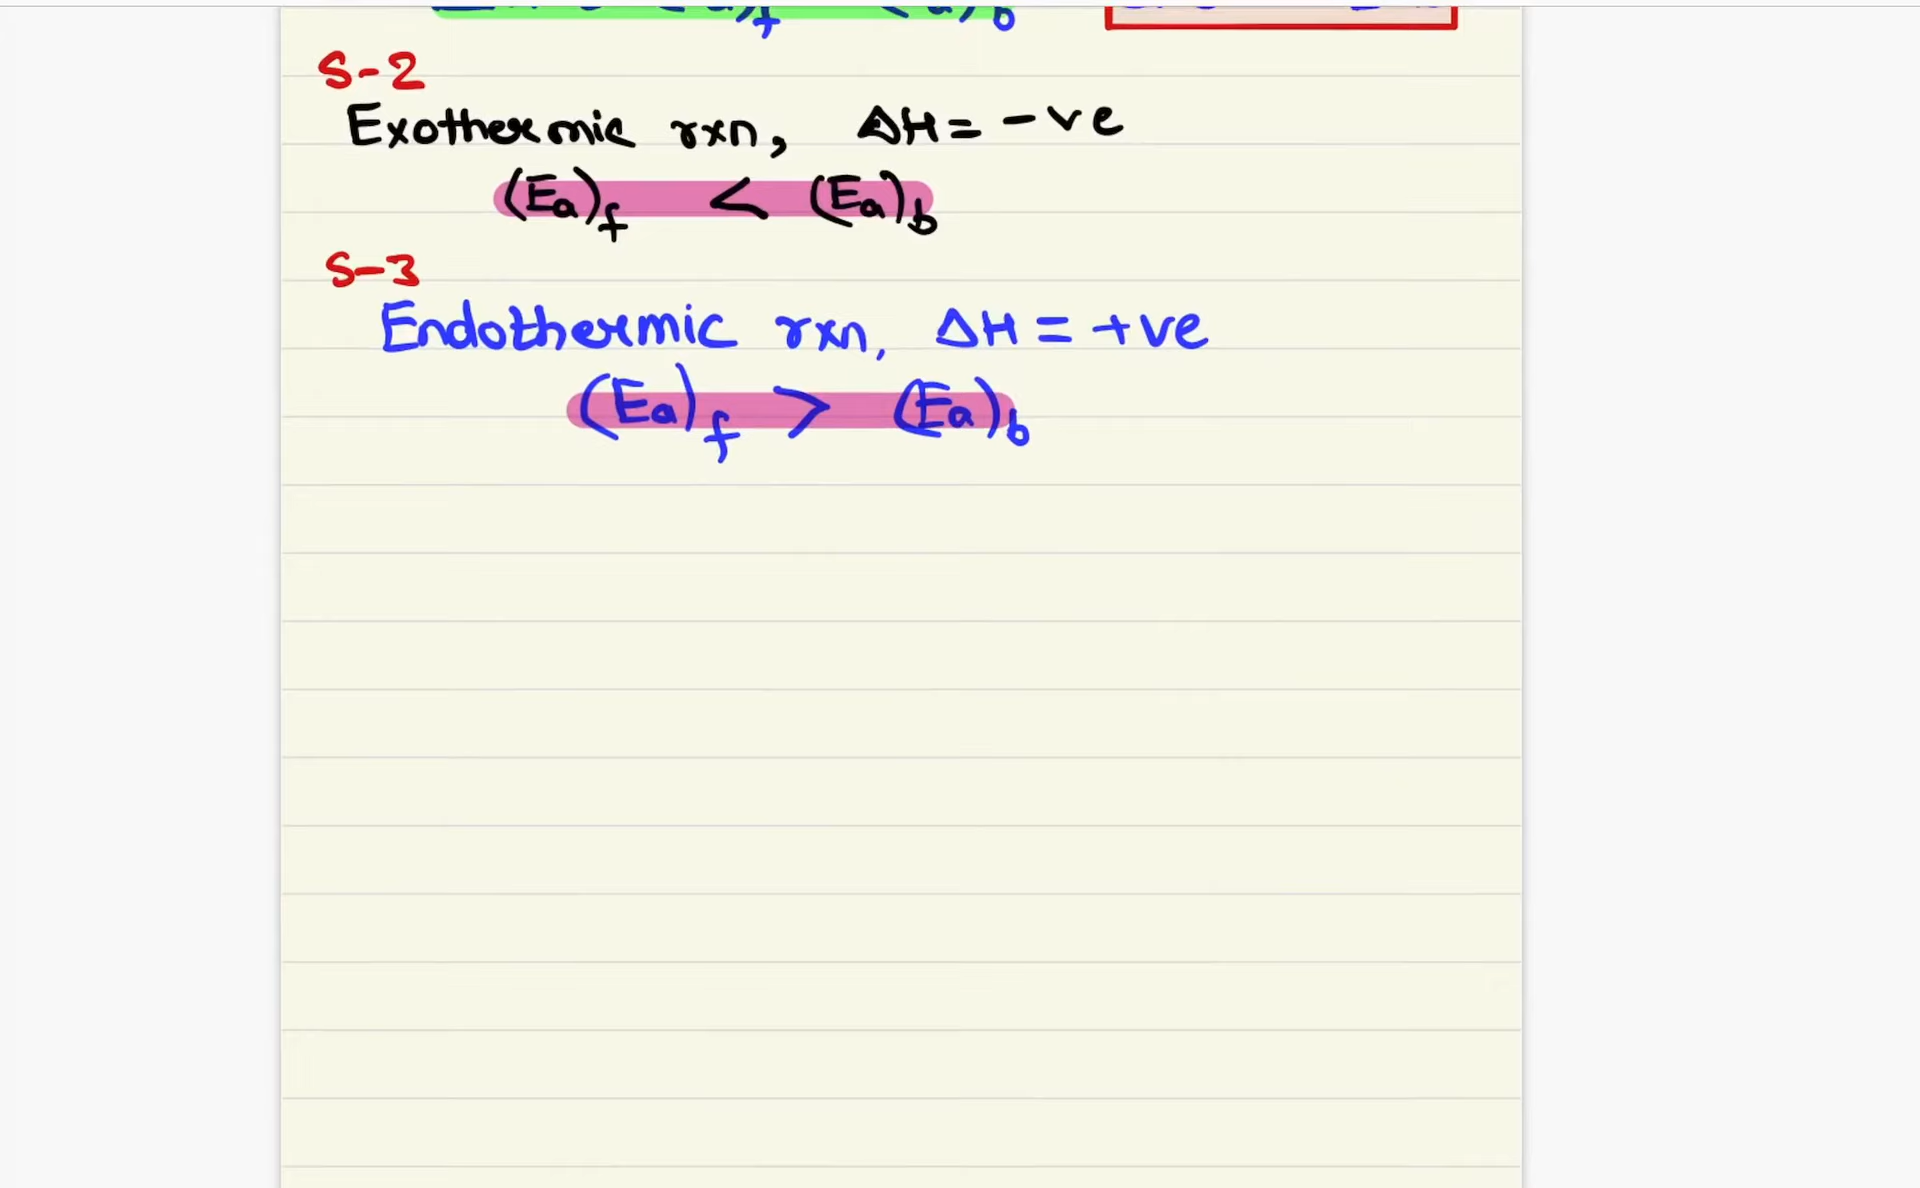 S-2
Exothermic rxn, ΔH = -ve
(Ea)f < (Ea)b
S-3
Endothermic rxn, ΔH = +ve
(Ea)f > (Ea)b